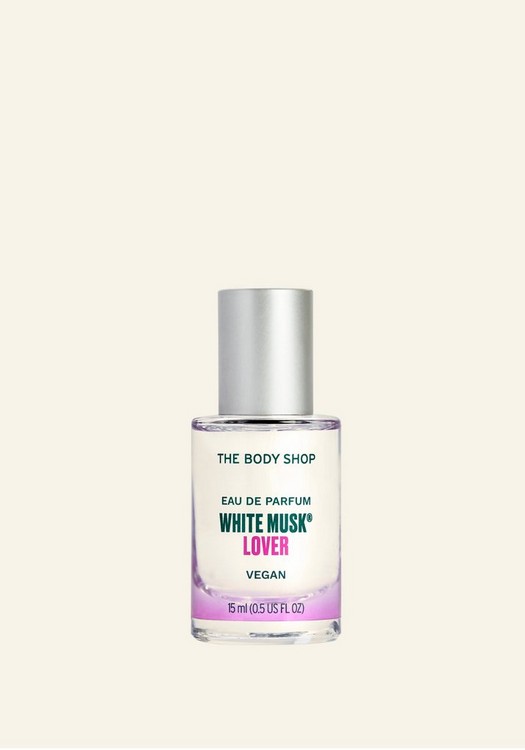 THE BODY SHOP
EAU DE PARFUM
WHITE MUSK®
LOVER
VEGAN
15 ml (0.5 US FL OZ)